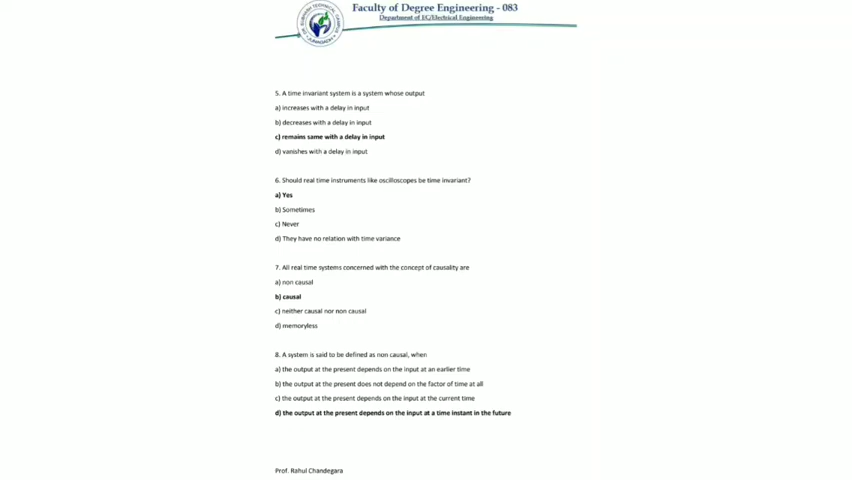 Faculty of Degree Engineering - 083
Department of EC/Electrical Engineering
5. A time invariant system is a system whose output
a) increases with a delay in input
b) decreases with a delay in input
c) remains same with a delay in input
d) vanishes with a delay in input
6. Should real time instruments like oscilloscopes be time invariant?
a) Yes
b) Sometimes
c) Never
d) They have no relation with time variance
7. All real time systems concerned with the concept of causality are
a) non causal
b) causal
c) neither causal nor non causal
d) memoryless
8. A system is said to be defined as non causal, when
a) the output at the present depends on the input at an earlier time
b) the output at the present does not depend on the factor of time at all
c) the output at the present depends on the input at the current time
d) the output at the present depends on the input at a time instant in the future
Prof. Rahul Chandegara